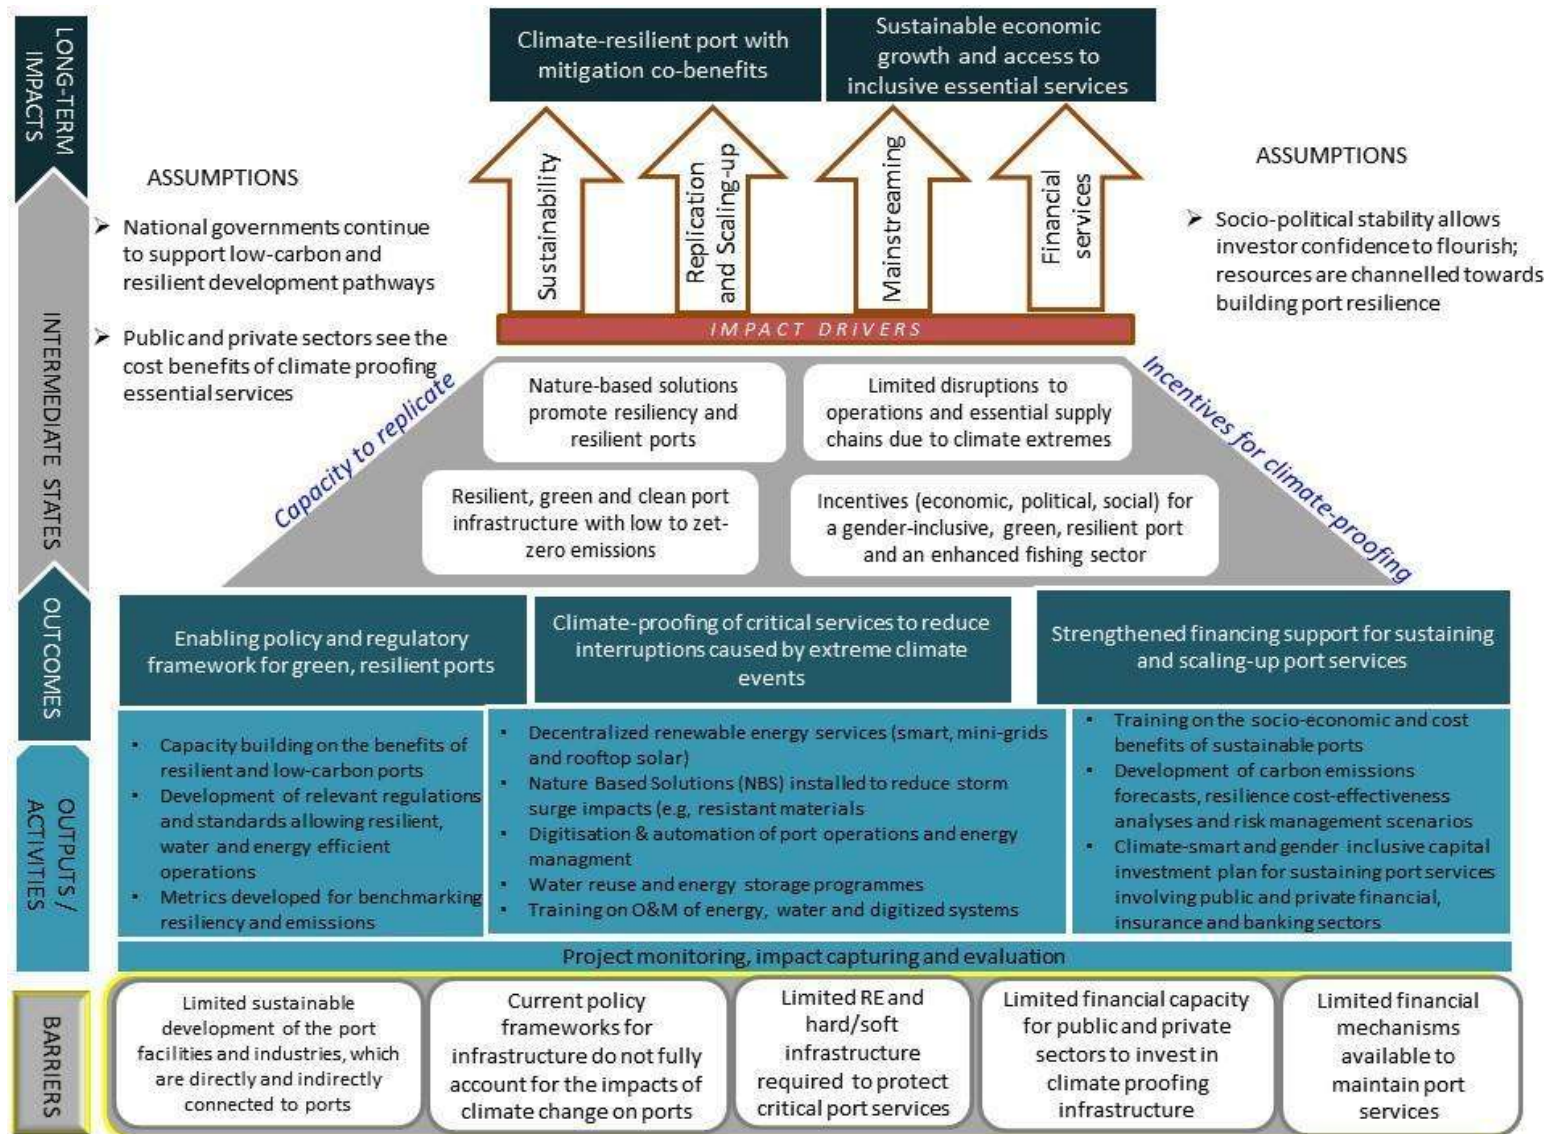 LONG-TERM
IMPACTS
Climate-resilient port with
mitigation co-benefits
Sustainable economic
growth and access to
inclusive essential services
Sustainability
Replication
and Scaling-up
Mainstreaming
Financial
services
IMPACT DRIVERS
ASSUMPTIONS
➢ National governments continue
to support low-carbon and
resilient development pathways
➢ Public and private sectors see the
cost benefits of climate proofing
essential services
ASSUMPTIONS
➢ Socio-political stability allows
investor confidence to flourish;
resources are channelled towards
building port resilience
INTERMEDIATE STATES
Capacity to replicate
Nature-based solutions
promote resiliency and
resilient ports
Limited disruptions to
operations and essential supply
chains due to climate extremes
Resilient, green and clean port
infrastructure with low to zet-
zero emissions
Incentives (economic, political, social) for
a gender-inclusive, green, resilient port
and an enhanced fishing sector
Incentives for climate-proofing
OUTCOMES
Enabling policy and regulatory
framework for green, resilient ports
Climate-proofing of critical services to reduce
interruptions caused by extreme climate
events
Strengthened financing support for sustaining
and scaling-up port services
OUTPUTS /
ACTIVITIES
• Capacity building on the benefits of
resilient and low-carbon ports
• Development of relevant regulations
and standards allowing resilient,
water and energy efficient
operations
• Metrics developed for benchmarking
resiliency and emissions
• Decentralized renewable energy services (smart, mini-grids
and rooftop solar)
• Nature Based Solutions (NBS) installed to reduce storm
surge impacts (e.g, resistant materials
• Digitisation & automation of port operations and energy
managment
• Water reuse and energy storage programmes
• Training on O&M of energy, water and digitized systems
• Training on the socio-economic and cost
benefits of sustainable ports
• Development of carbon emissions
forecasts, resilience cost-effectiveness
analyses and risk management scenarios
• Climate-smart and gender inclusive capital
investment plan for sustaining port services
involving public and private financial,
insurance and banking sectors
Project monitoring, impact capturing and evaluation
BARRIERS
Limited sustainable
development of the port
facilities and industries, which
are directly and indirectly
connected to ports
Current policy
frameworks for
infrastructure do not fully
account for the impacts of
climate change on ports
Limited RE and
hard/soft
infrastructure
required to protect
critical port services
Limited financial capacity
for public and private
sectors to invest in
climate proofing
infrastructure
Limited financial
mechanisms
available to
maintain port
services